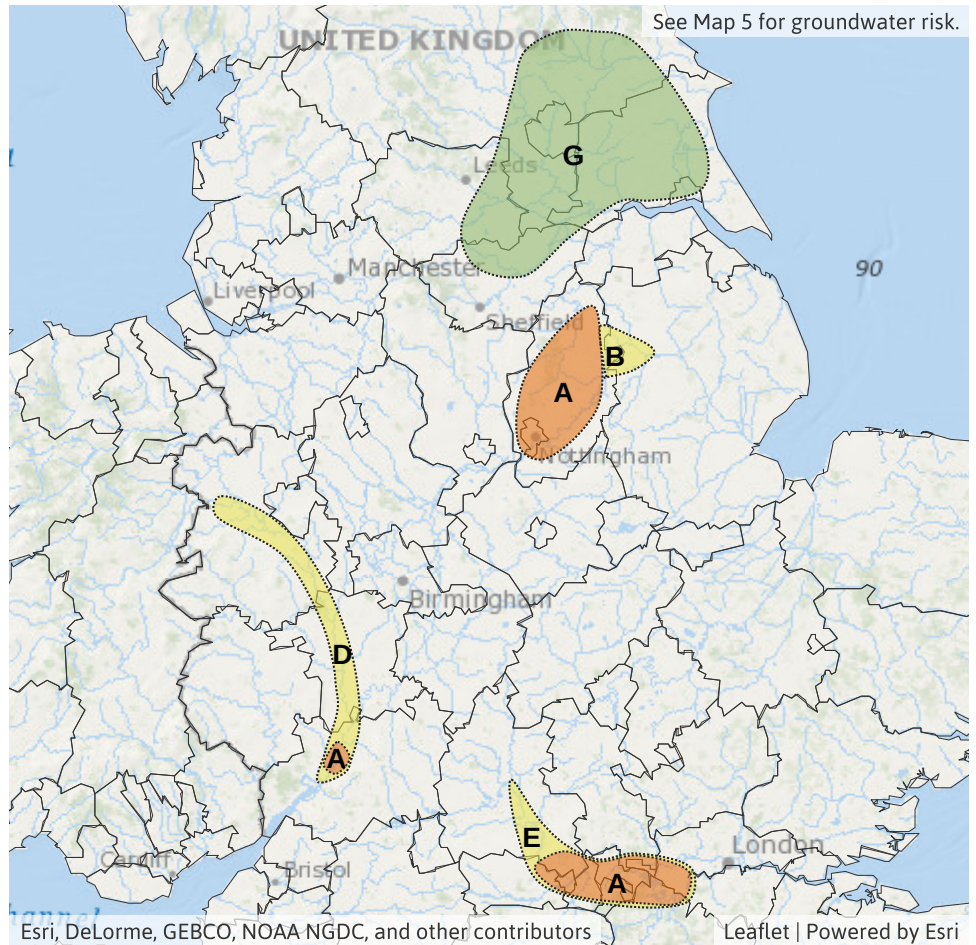 See Map 5 for groundwater risk.
UNITED KINGDOM
G
Leeds
Manchester
90
Liverpool
Sheffield
B
A
Nottingham
Birmingham
D
A
E
London
Cardiff
Bristol
A
hannel
Esri, DeLorme, GEBCO, NOAA NGDC, and other contributors
Leaflet | Powered by Esri